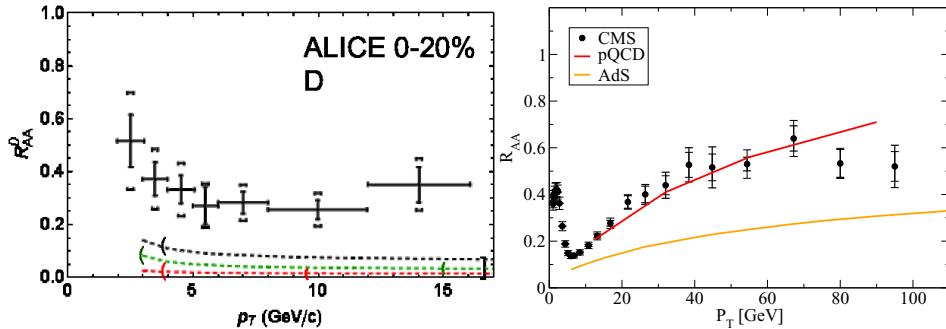 ALICE 0-20%
D
R_AA^D
1.0
0.8
0.6
0.4
0.2
0.0
0 5 10 15
p_T (GeV/c)
CMS
pQCD
AdS
R_AA
1
0.8
0.6
0.4
0.2
0
0 20 40 60 80 100
P_T [GeV]